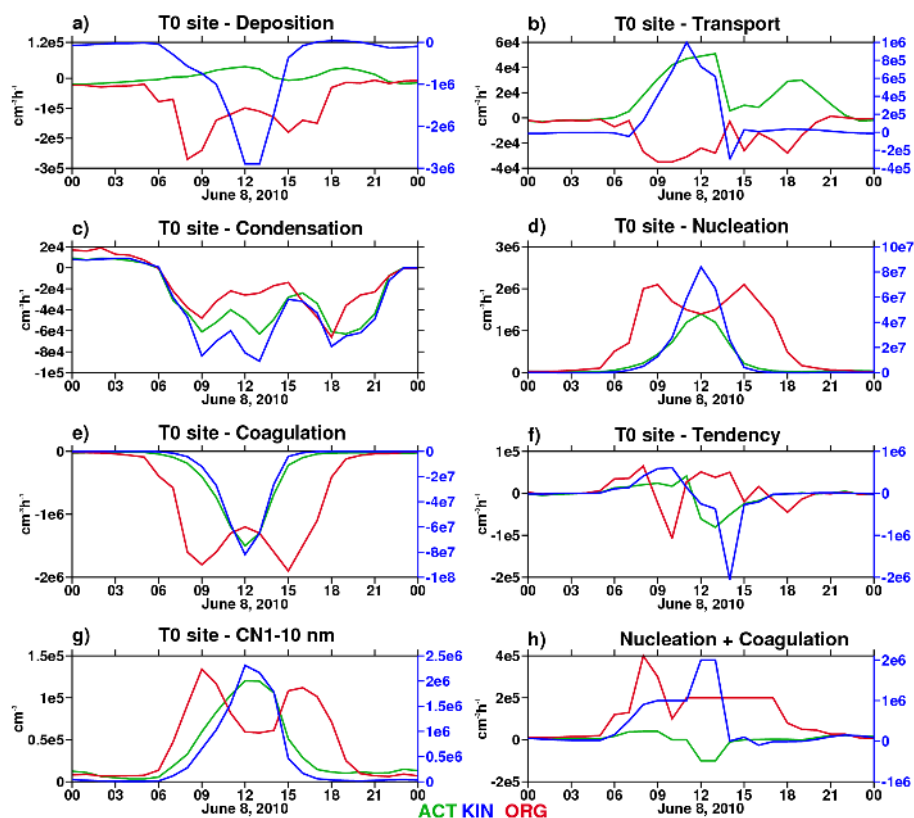 a) T0 site - Deposition
1.2e5
0
-1e5
-2e5
-3e5
cm⁻³h⁻¹
0
-1e6
-2e6
-3e6
00 03 06 09 12 15 18 21 00
June 8, 2010
b) T0 site - Transport
6e4
4e4
2e4
0
-2e4
-4e4
cm⁻³h⁻¹
1e6
8e5
6e5
4e5
2e5
0
-2e5
-4e5
00 03 06 09 12 15 18 21 00
June 8, 2010
c) T0 site - Condensation
2e4
0
-2e4
-4e4
-6e4
-8e4
-1e5
cm⁻³h⁻¹
00 03 06 09 12 15 18 21 00
June 8, 2010
d) T0 site - Nucleation
3e6
2e6
1e6
0
cm⁻³h⁻¹
10e7
8e7
6e7
4e7
2e7
0
00 03 06 09 12 15 18 21 00
June 8, 2010
e) T0 site - Coagulation
0
-1e6
-2e6
cm⁻³h⁻¹
0
-2e7
-4e7
-6e7
-8e7
-1e8
00 03 06 09 12 15 18 21 00
June 8, 2010
f) T0 site - Tendency
1e5
0
-2e5
cm⁻³h⁻¹
1e6
0
-1e6
-2e6
00 03 06 09 12 15 18 21 00
June 8, 2010
g) T0 site - CN1-10 nm
1.5e5
1e5
0.5e5
0
cm⁻³
2.5e6
2e6
1.5e6
1e6
5e5
0
00 03 06 09 12 15 18 21 00
June 8, 2010
h) Nucleation + Coagulation
4e5
2e5
0
-2e5
cm⁻³h⁻¹
2e6
1e6
0
-1e6
00 03 06 09 12 15 18 21 00
June 8, 2010
ACT KIN ORG